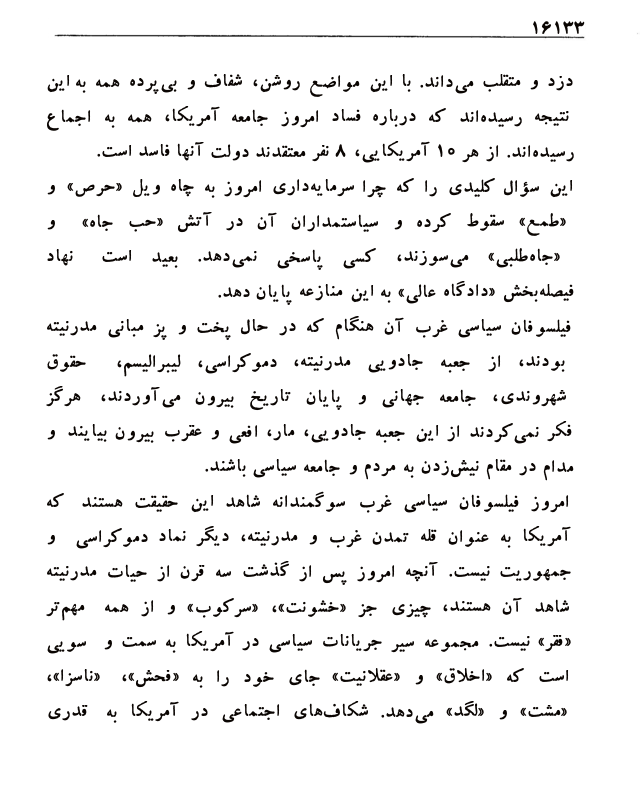 ۱۶۱۳۳
دزد و متقلب می‌داند. با این مواضع روشن، شفاف و بی‌پرده همه به این
نتیجه رسیده‌اند که درباره فساد امروز جامعه آمریکا، همه به اجماع
رسیده‌اند. از هر ۱۰ آمریکایی، ۸ نفر معتقدند دولت آنها فاسد است.
این سؤال کلیدی را که چرا سرمایه‌داری امروز به چاه ویل «حرص» و
«طمع» سقوط کرده و سیاستمداران آن در آتش «حب جاه» و
«جاه‌طلبی» می‌سوزند، کسی پاسخی نمی‌دهد. بعید است نهاد
فیصله‌بخش «دادگاه عالی» به این منازعه پایان دهد.
فیلسوفان سیاسی غرب آن هنگام که در حال پخت و پز مبانی مدرنیته
بودند، از جعبه جادویی مدرنیته، دموکراسی، لیبرالیسم، حقوق
شهروندی، جامعه جهانی و پایان تاریخ بیرون می‌آوردند، هرگز
فکر نمی‌کردند از این جعبه جادویی، مار، افعی و عقرب بیرون بیایند و
مدام در مقام نیش‌زدن به مردم و جامعه سیاسی باشند.
امروز فیلسوفان سیاسی غرب سوگمندانه شاهد این حقیقت هستند که
آمریکا به عنوان قله تمدن غرب و مدرنیته، دیگر نماد دموکراسی و
جمهوریت نیست. آنچه امروز پس از گذشت سه قرن از حیات مدرنیته
شاهد آن هستند، چیزی جز «خشونت»، «سرکوب» و از همه مهم‌تر
«فقر» نیست. مجموعه سیر جریانات سیاسی در آمریکا به سمت و سویی
است که «اخلاق» و «عقلانیت» جای خود را به «فحش»، «ناسزا»،
«مشت» و «لگد» می‌دهد. شکاف‌های اجتماعی در آمریکا به قدری